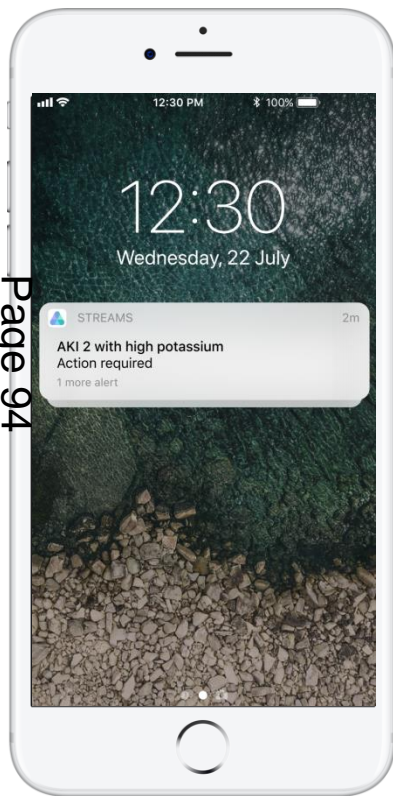 12:30 PM
100%
12:30
Wednesday, 22 July
STREAMS
2m
AKI 2 with high potassium
Action required
1 more alert
Page 94